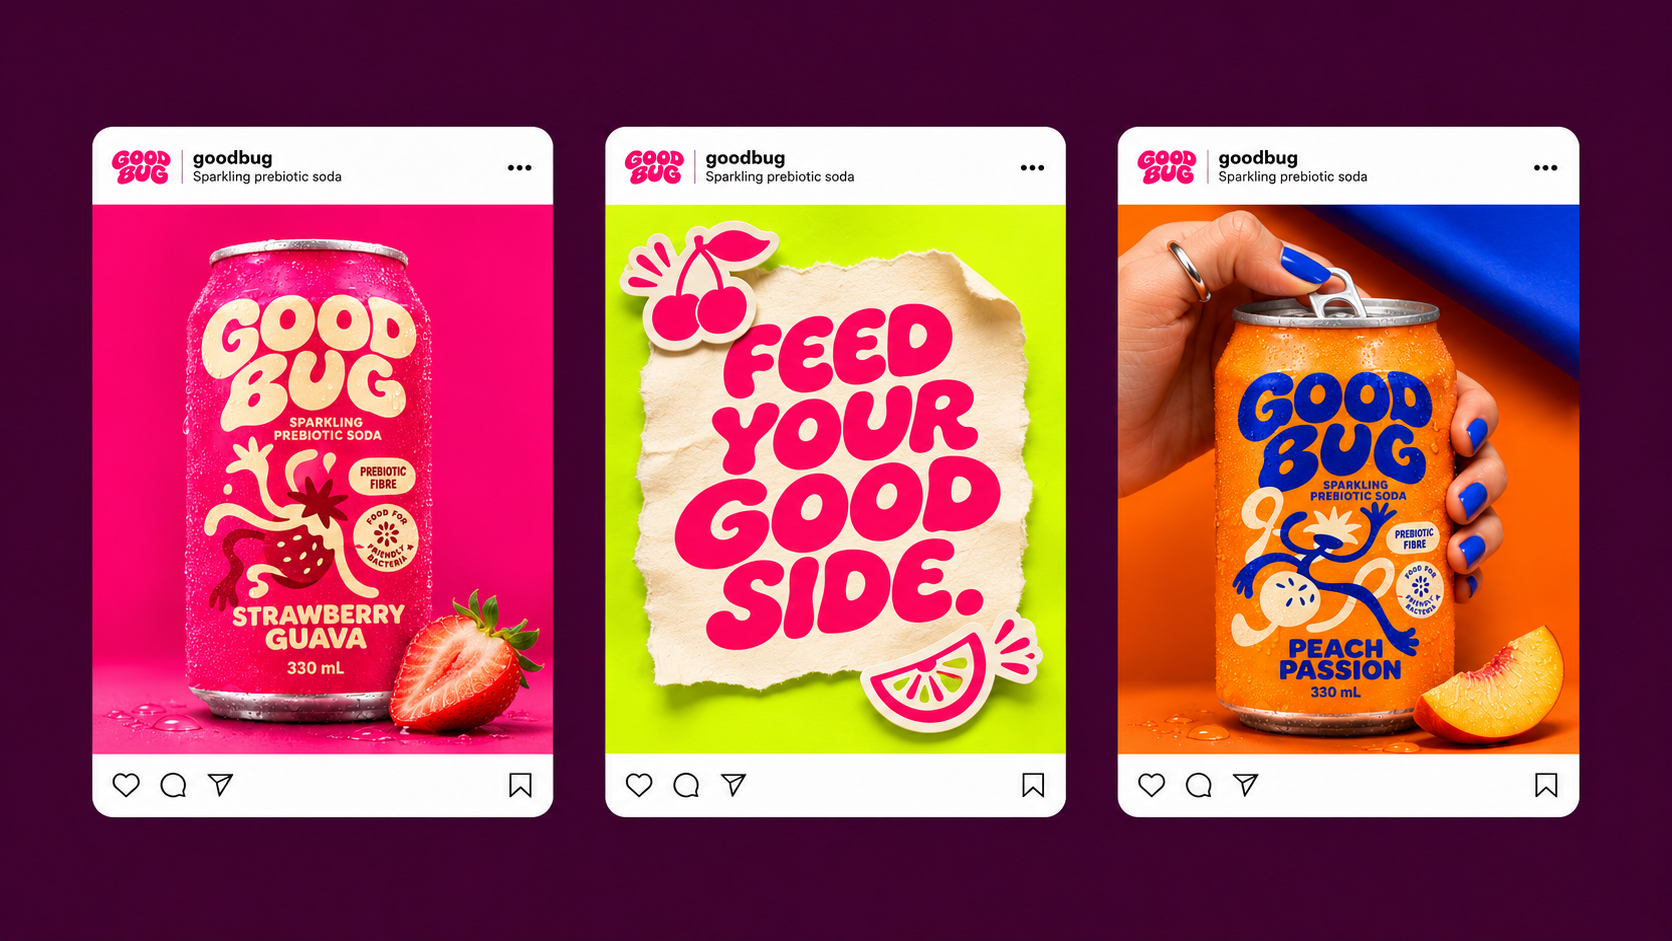 GOOD
BUG
goodbug
Sparkling prebiotic soda
GOOD
BUG
SPARKLING
PREBIOTIC SODA
PREBIOTIC
FIBRE
FOOD FOR
FRIENDLY
BACTERIA
STRAWBERRY
GUAVA
330 mL
GOOD
BUG
goodbug
Sparkling prebiotic soda
FEED
YOUR
GOOD
SIDE.
GOOD
BUG
goodbug
Sparkling prebiotic soda
GOOD
BUG
SPARKLING
PREBIOTIC SODA
PREBIOTIC
FIBRE
FOOD FOR
FRIENDLY
BACTERIA
PEACH
PASSION
330 mL